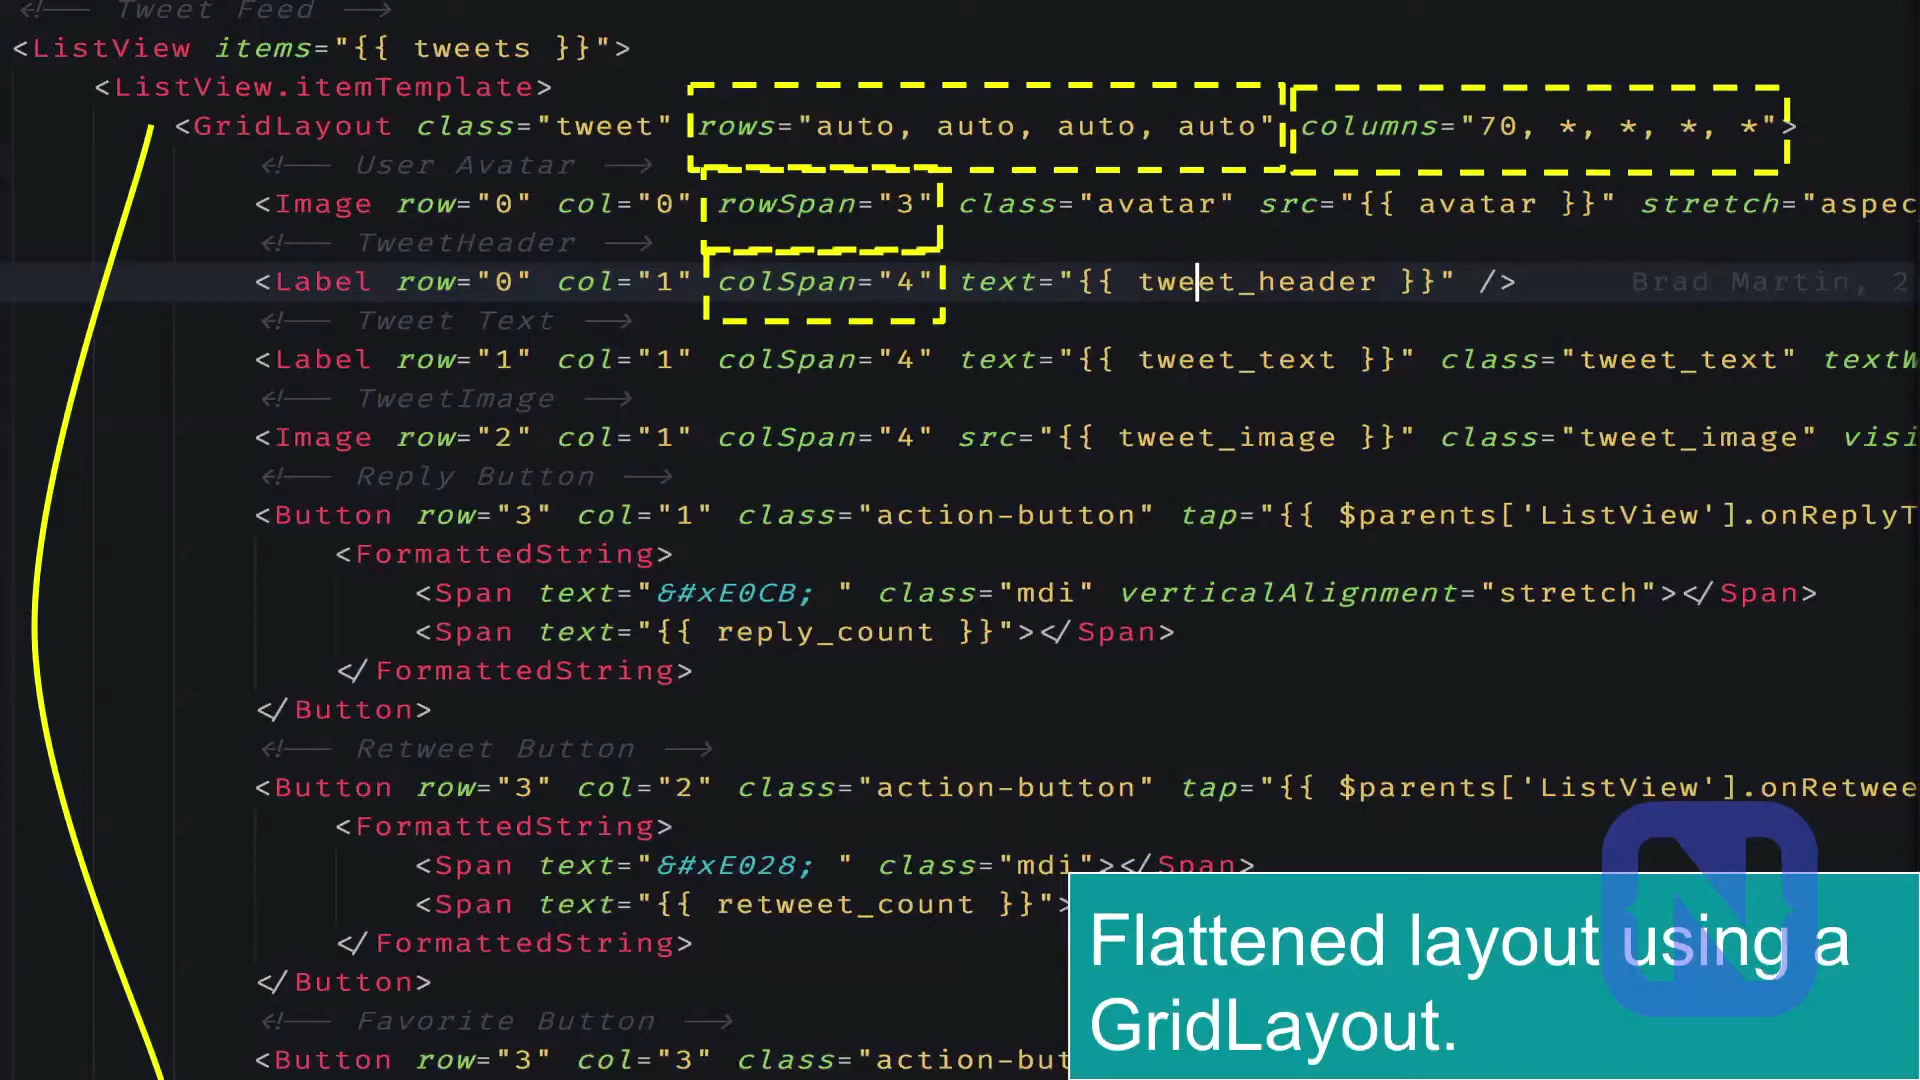 <!-- Tweet Feed -->
<ListView items="{{ tweets }}">
<ListView.itemTemplate>
<GridLayout class="tweet" rows="auto, auto, auto, auto" columns="70, *, *, *, *">
<!-- User Avatar -->
<Image row="0" col="0" rowSpan="3" class="avatar" src="{{ avatar }}" stretch="aspec
<!-- TweetHeader -->
<Label row="0" col="1" colSpan="4" text="{{ tweet_header }}" /> Brad Martin, 2
<!-- Tweet Text -->
<Label row="1" col="1" colSpan="4" text="{{ tweet_text }}" class="tweet_text" textW
<!-- TweetImage -->
<Image row="2" col="1" colSpan="4" src="{{ tweet_image }}" class="tweet_image" visi
<!-- Reply Button -->
<Button row="3" col="1" class="action-button" tap="{{ $parents['ListView'].onReplyT
<FormattedString>
<Span text="&#xE0CB; " class="mdi" verticalAlignment="stretch"></Span>
<Span text="{{ reply_count }}"></Span>
</FormattedString>
</Button>
<!-- Retweet Button -->
<Button row="3" col="2" class="action-button" tap="{{ $parents['ListView'].onRetwee
<FormattedString>
<Span text="&#xE028; " class="mdi"></Span>
<Span text="{{ retweet_count }}">
</FormattedString>
</Button>
<!-- Favorite Button -->
<Button row="3" col="3" class="action-but
Flattened layout using a
GridLayout.